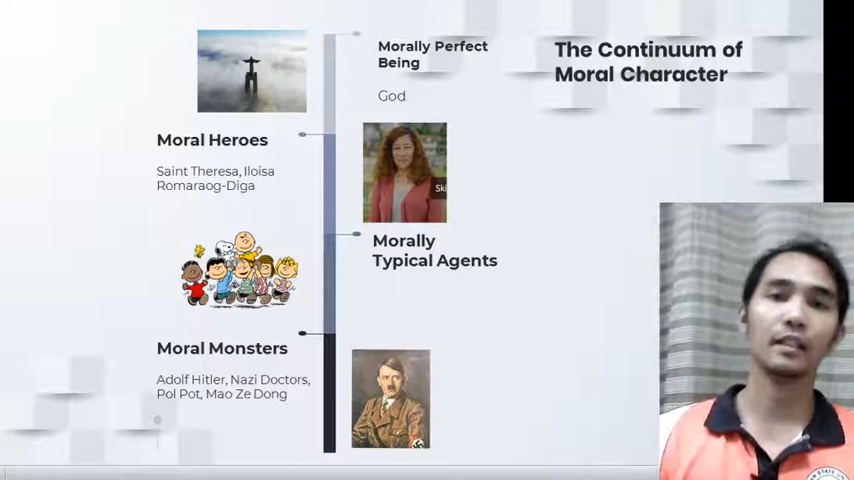 The Continuum of
Moral Character
Morally Perfect
Being
God
Moral Heroes
Saint Theresa, Iloisa
Romaraog-Diga
Ski
Morally
Typical Agents
Moral Monsters
Adolf Hitler, Nazi Doctors,
Pol Pot, Mao Ze Dong